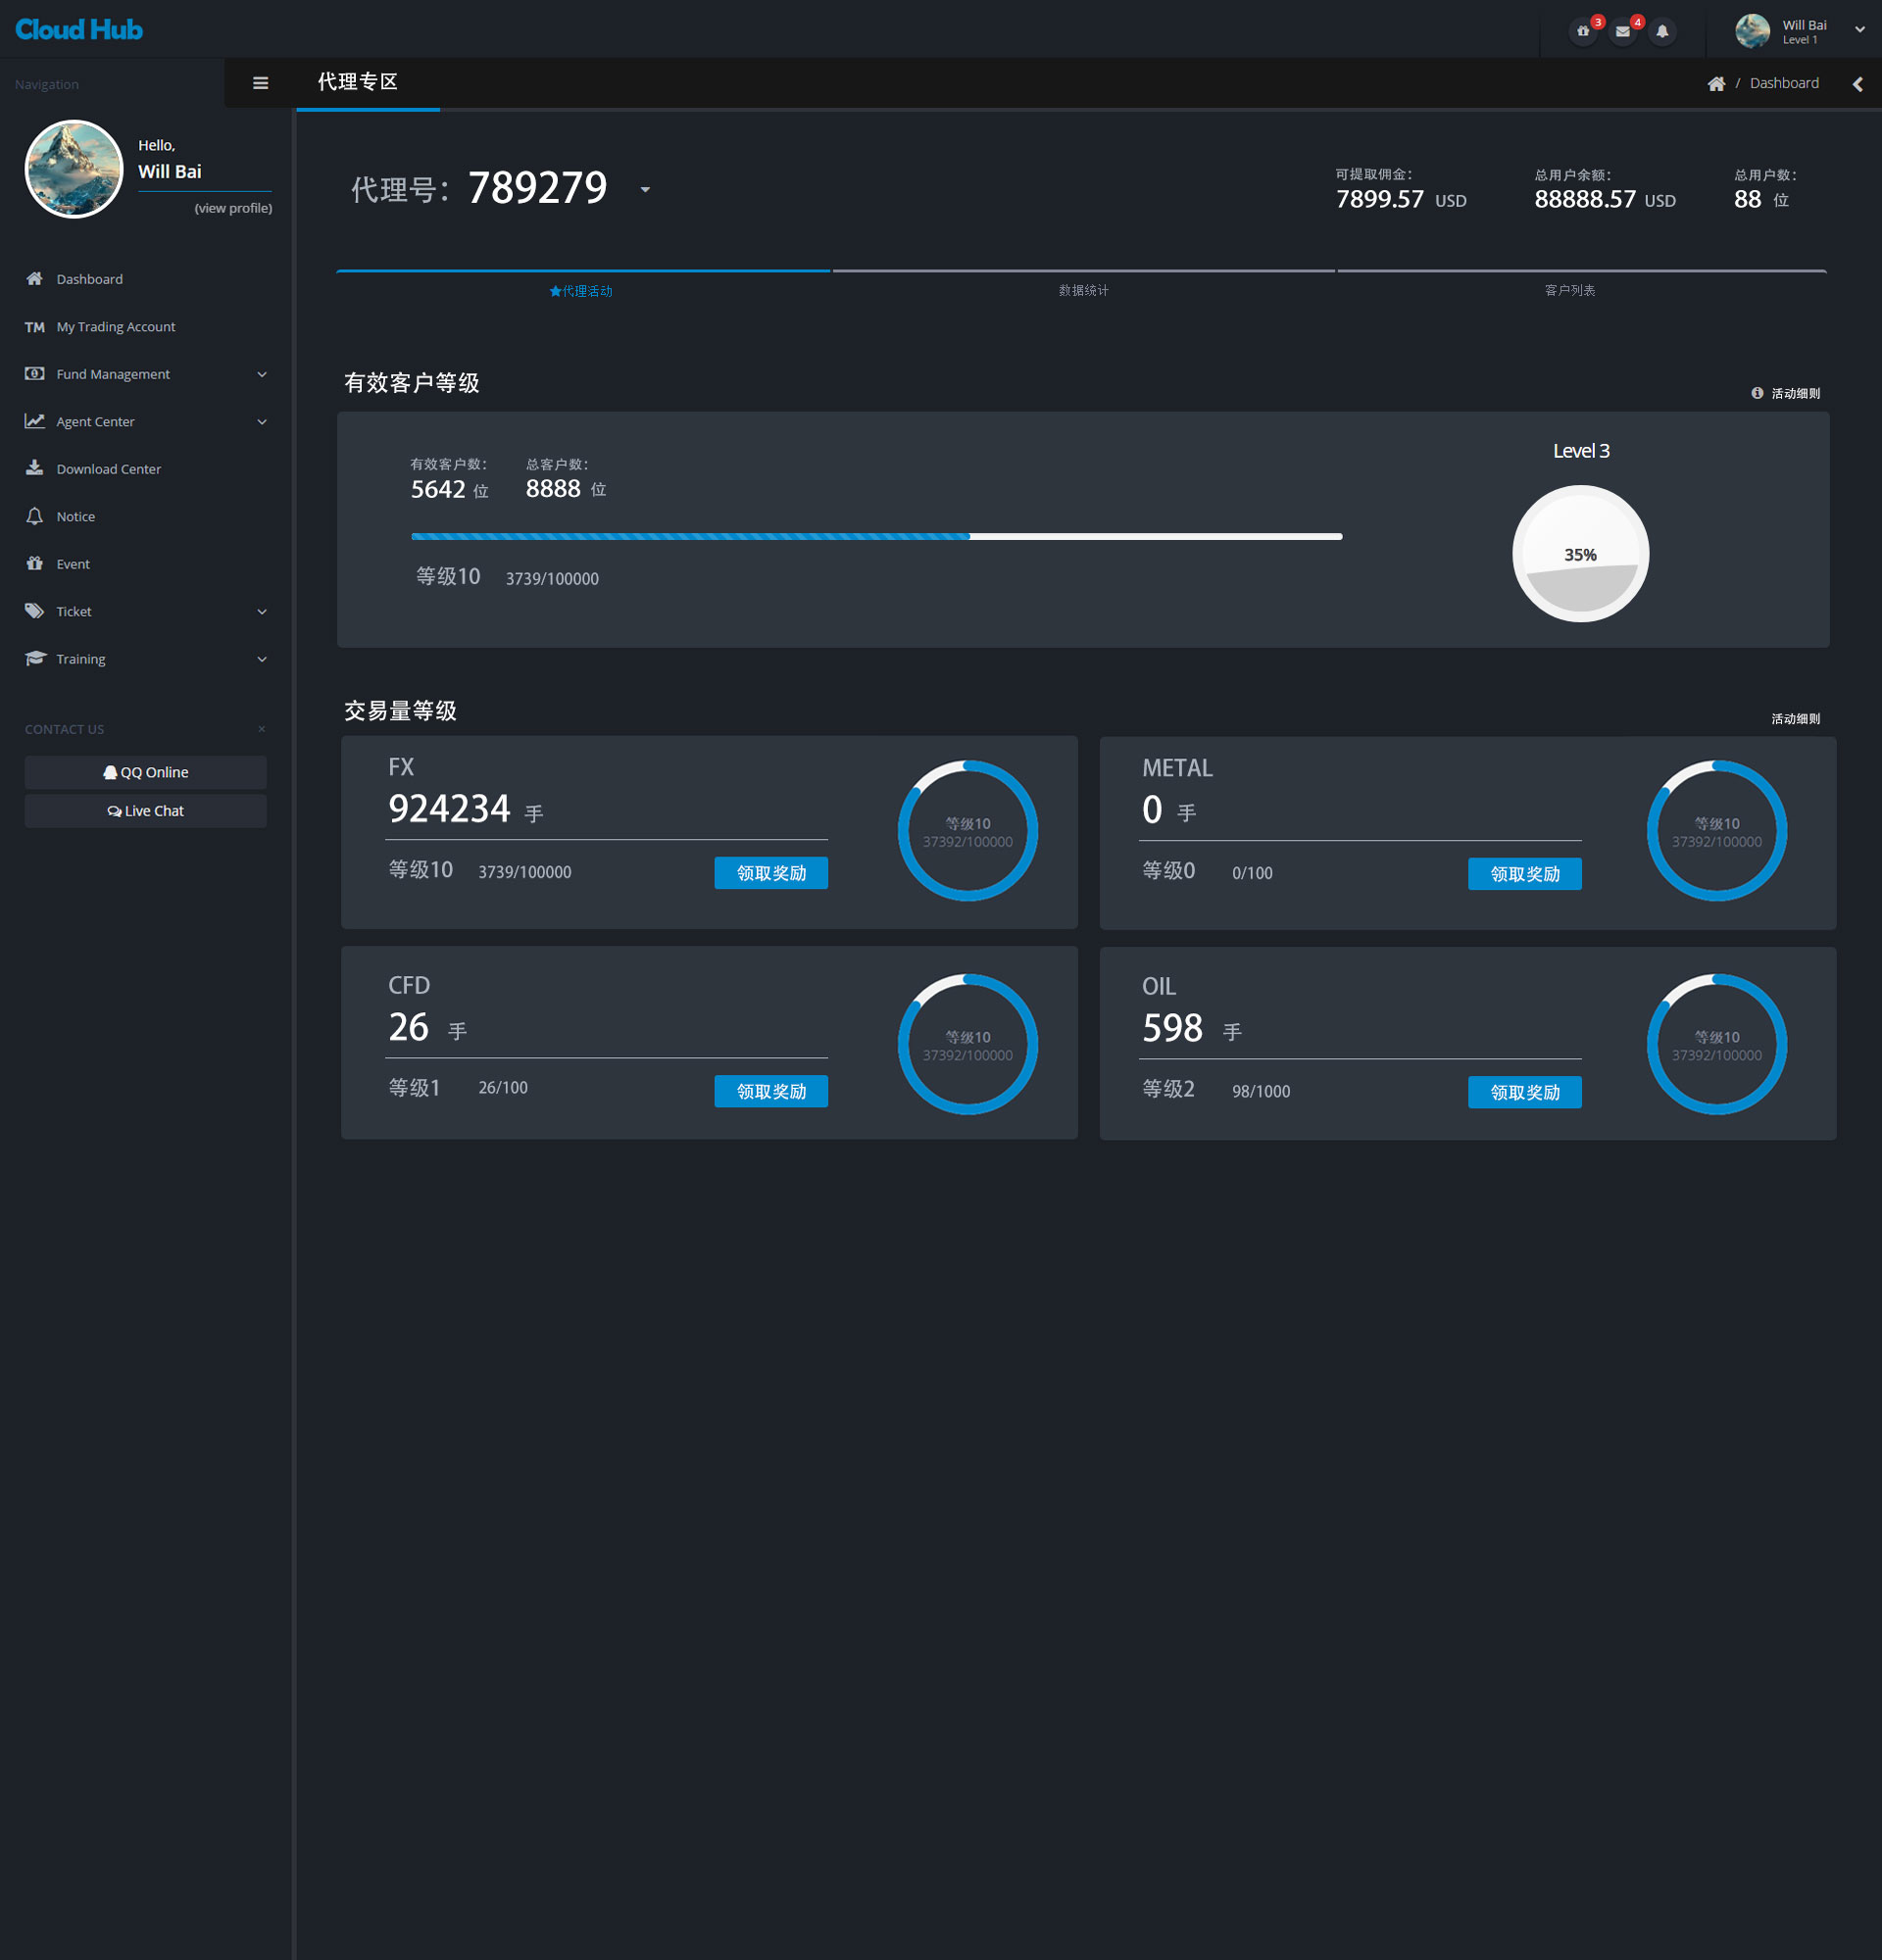 Cloud Hub
3
4
Will Bai
Level 1
Navigation
代理专区
/ Dashboard
Hello,
Will Bai
(view profile)
Dashboard
TM My Trading Account
Fund Management
Agent Center
Download Center
Notice
Event
Ticket
Training
CONTACT US ×
QQ Online
Live Chat
代理号: 789279
可提取佣金:
7899.57 USD
总用户余额:
88888.57 USD
总用户数:
88 位
代理活动
数据统计
客户列表
有效客户等级
活动细则
有效客户数:
5642 位
总客户数:
8888 位
等级10 3739/100000
Level 3
35%
交易量等级
活动细则
FX
924234 手
等级10 3739/100000
领取奖励
等级10
37392/100000
METAL
0 手
等级0 0/100
领取奖励
等级10
37392/100000
CFD
26 手
等级1 26/100
领取奖励
等级10
37392/100000
OIL
598 手
等级2 98/1000
领取奖励
等级10
37392/100000